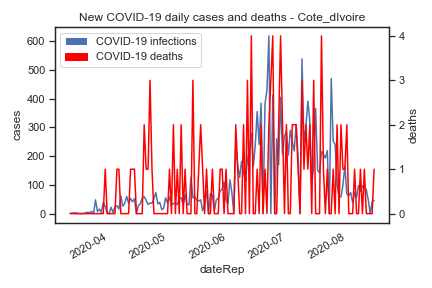 New COVID-19 daily cases and deaths - Cote_dIvoire
COVID-19 infections
COVID-19 deaths
600
500
400
300
200
100
0
cases
4
3
2
1
0
deaths
2020-04
2020-05
2020-06
2020-07
2020-08
dateRep